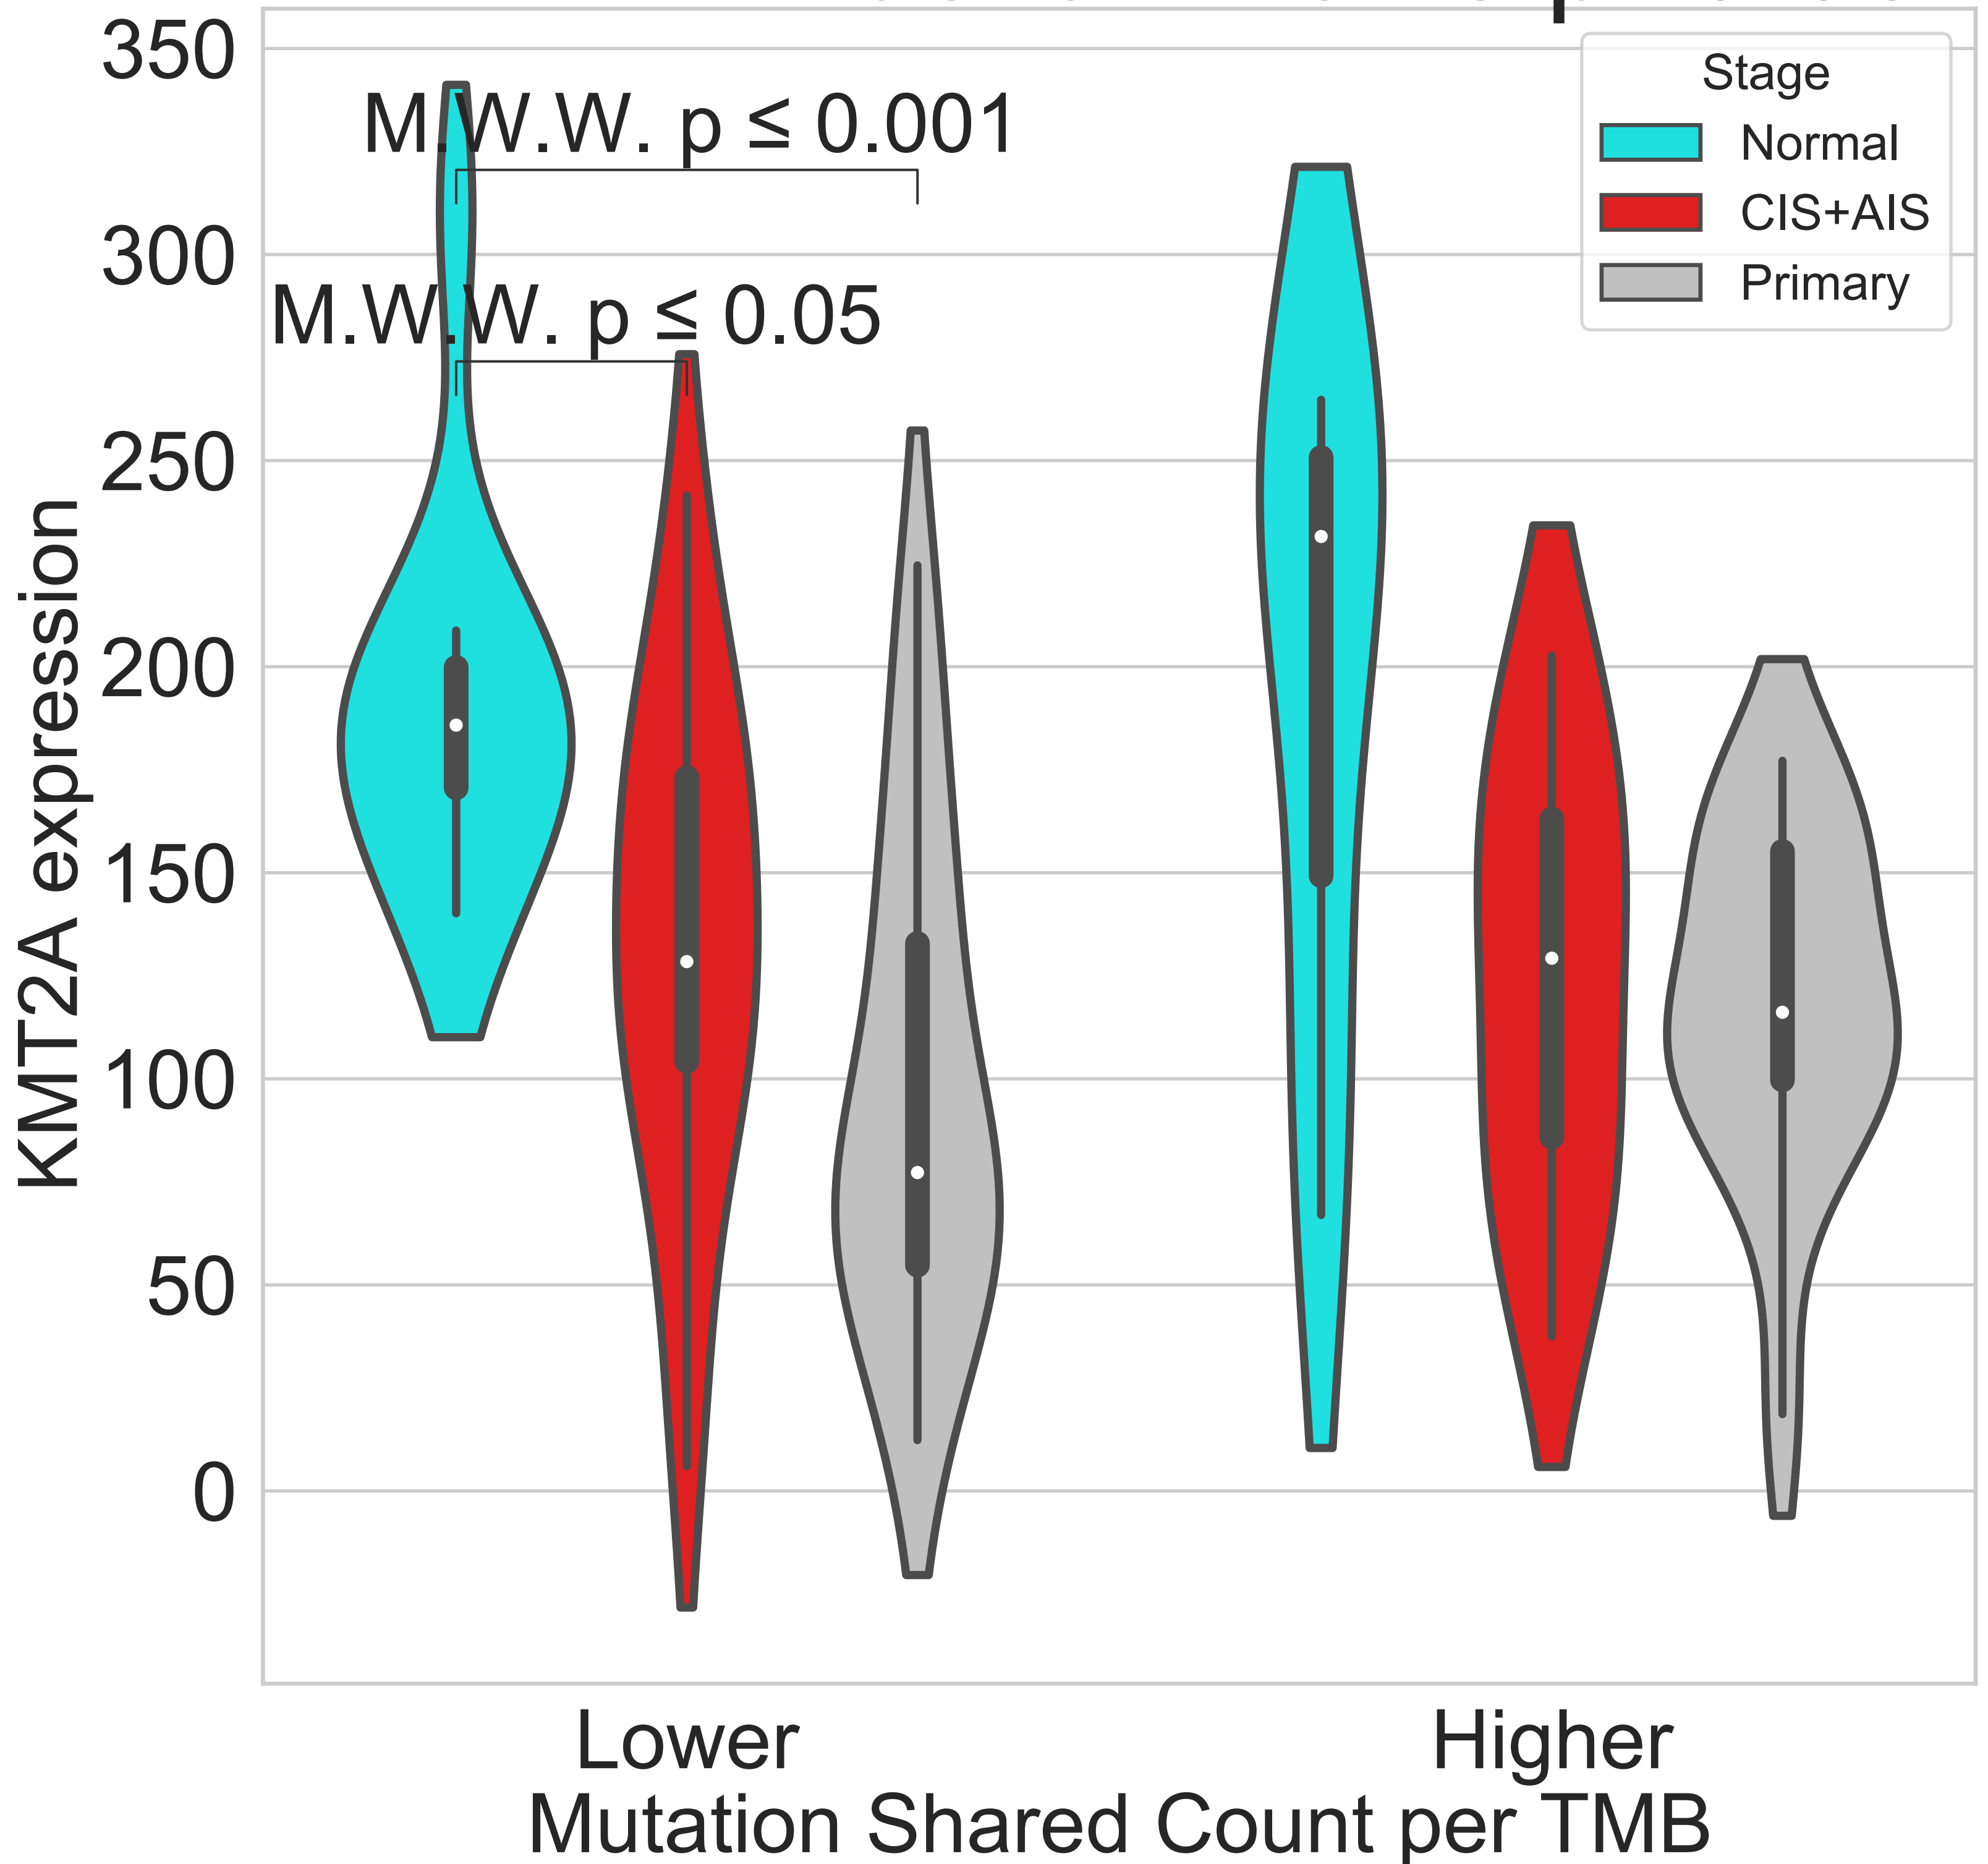 350
300
250
200
150
100
50
0
KMT2A expression
M.W.W. p ≤ 0.001
M.W.W. p ≤ 0.05
Stage
Normal
CIS+AIS
Primary
Lower
Higher
Mutation Shared Count per TMB